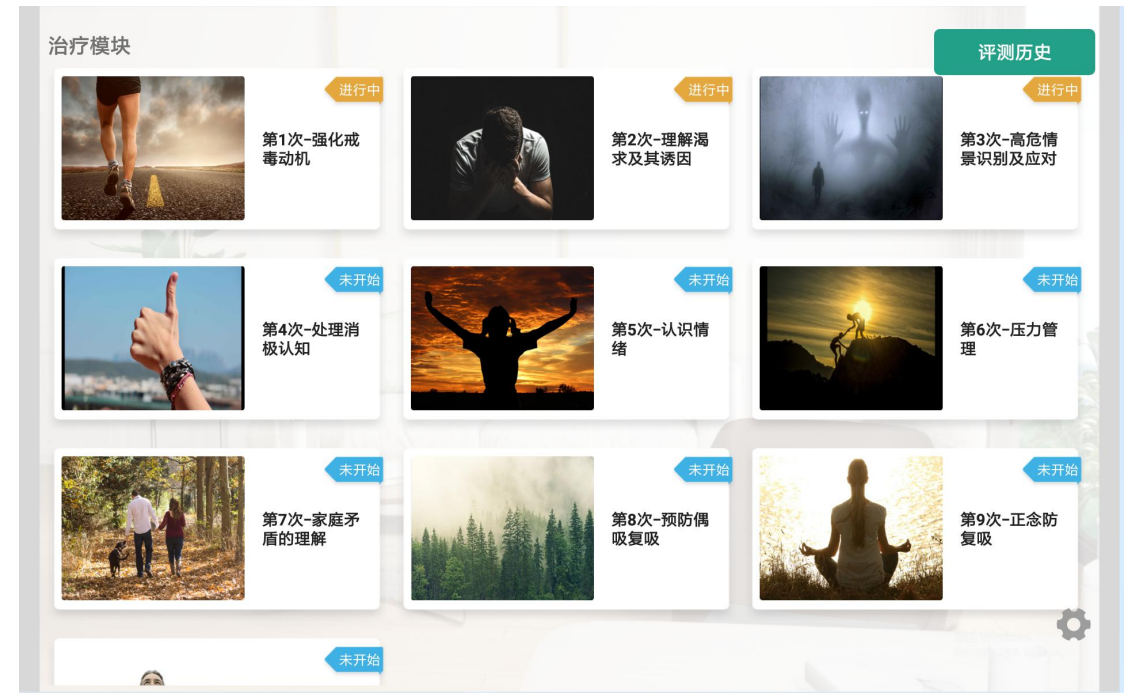 治疗模块
评测历史
进行中
第1次-强化戒
毒动机
进行中
第2次-理解渴
求及其诱因
进行中
第3次-高危情
景识别及应对
未开始
第4次-处理消
极认知
未开始
第5次-认识情
绪
未开始
第6次-压力管
理
未开始
第7次-家庭矛
盾的理解
未开始
第8次-预防偶
吸复吸
未开始
第9次-正念防
复吸
未开始